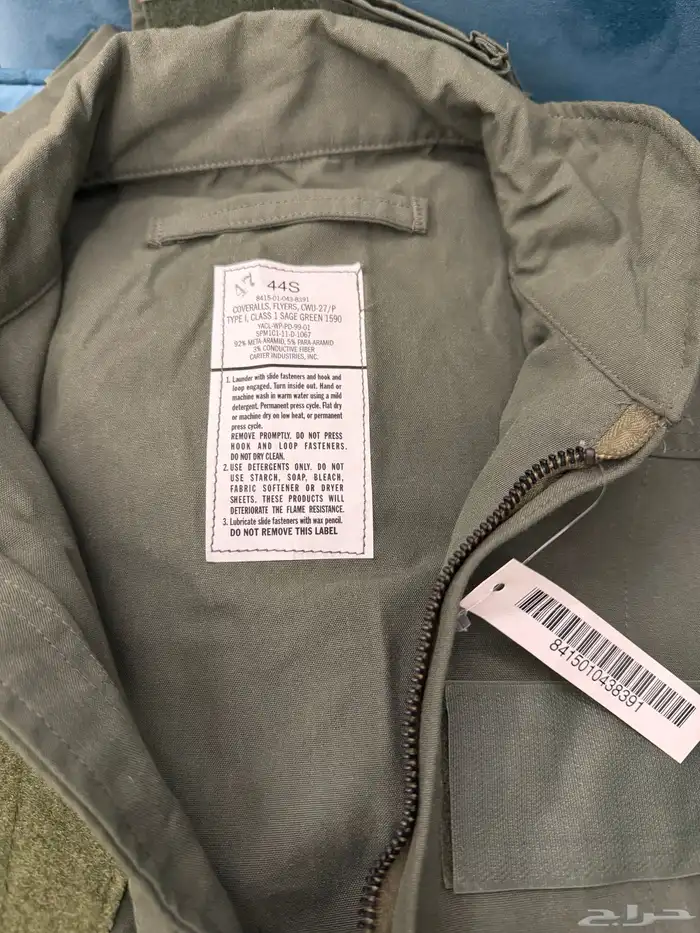 47
44S
8415-01-043-8391
COVERALLS, FLYERS, CWU-27/P
TYPE I, CLASS 1 SAGE GREEN 1590
YACL-WP-PD-99-01
SPM1C1-11-D-1067
92% META-ARAMID, 5% PARA-ARAMID
3% CONDUCTIVE FIBER
CARTER INDUSTRIES, INC.
1. Launder with slide fasteners and hook and
loop engaged. Turn inside out. Hand or
machine wash in warm water using a mild
detergent. Permanent press cycle. Flat dry
or machine dry on low heat, or permanent
press cycle.
REMOVE PROMPTLY. DO NOT PRESS
HOOK AND LOOP FASTENERS.
DO NOT DRY CLEAN.
2. USE DETERGENTS ONLY. DO NOT
USE STARCH, SOAP, BLEACH,
FABRIC SOFTENER OR DRYER
SHEETS. THESE PRODUCTS WILL
DETERIORATE THE FLAME RESISTANCE.
3. Lubricate slide fasteners with wax pencil.
DO NOT REMOVE THIS LABEL
8415010438391
حراج